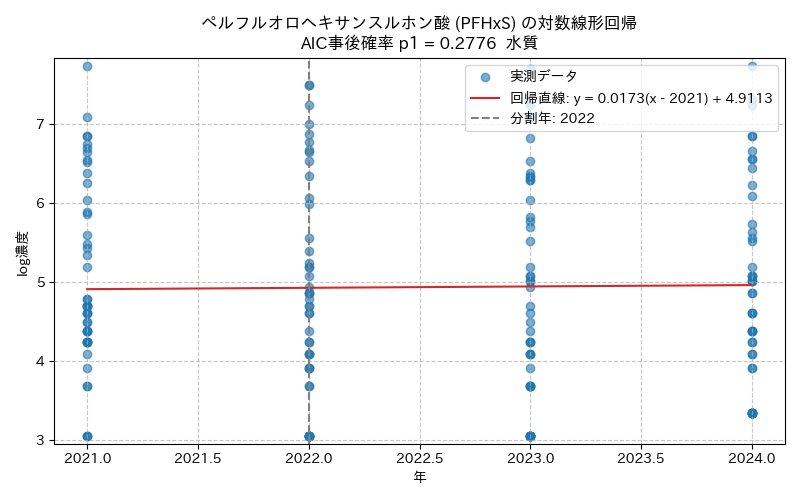 ペルフルオロヘキサンスルホン酸 (PFHxS) の対数線形回帰
AIC事後確率 p1 = 0.2776  水質
実測データ
回帰直線: y = 0.0173(x - 2021) + 4.9113
分割年: 2022
log濃度
7
6
5
4
3
2021.0
2021.5
2022.0
2022.5
2023.0
2023.5
2024.0
年